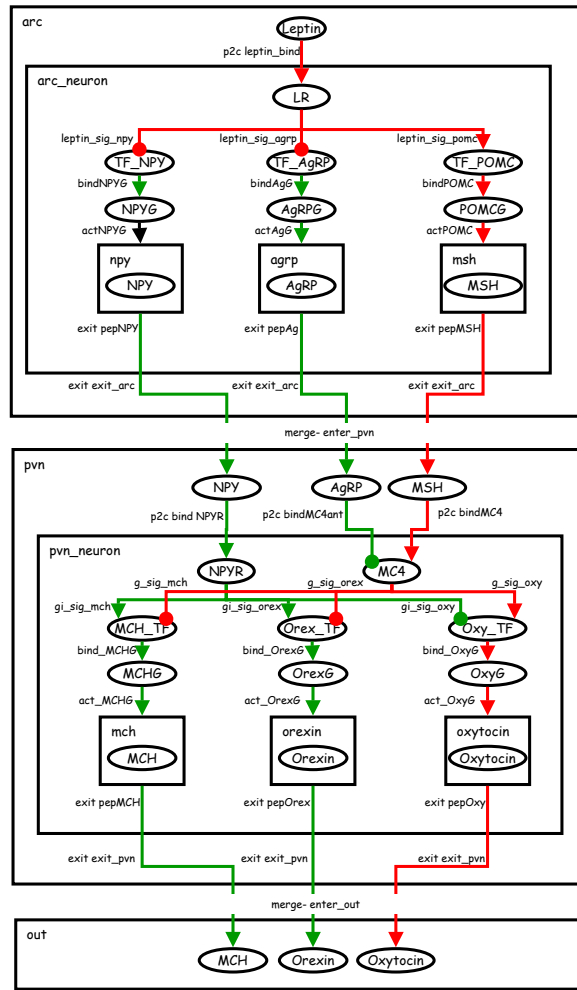 arc
Leptin
p2c leptin_bind
arc_neuron
LR
leptin_sig_npy leptin_sig_agrp leptin_sig_pomc
TF_NPY TF_AgRP TF_POMC
bindNPYG bindAgG bindPOMC
NPYG AgRPG POMCG
actNPYG actAgG actPOMC
npy agrp msh
NPY AgRP MSH
exit pepNPY exit pepAg exit pepMSH
exit exit_arc exit exit_arc exit exit_arc
merge- enter_pvn
pvn
NPY AgRP MSH
p2c bind NPYR p2c bindMC4ant p2c bindMC4
pvn_neuron
NPYR MC4
g_sig_mch g_sig_orex g_sig_oxy
gi_sig_mch gi_sig_orex gi_sig_oxy
MCH_TF Orex_TF Oxy_TF
bind_MCHG bind_OrexG bind_OxyG
MCHG OrexG OxyG
act_MCHG act_OrexG act_OxyG
mch orexin oxytocin
MCH Orexin Oxytocin
exit pepMCH exit pepOrex exit pepOxy
exit exit_pvn exit exit_pvn exit exit_pvn
merge- enter_out
out
MCH Orexin Oxytocin